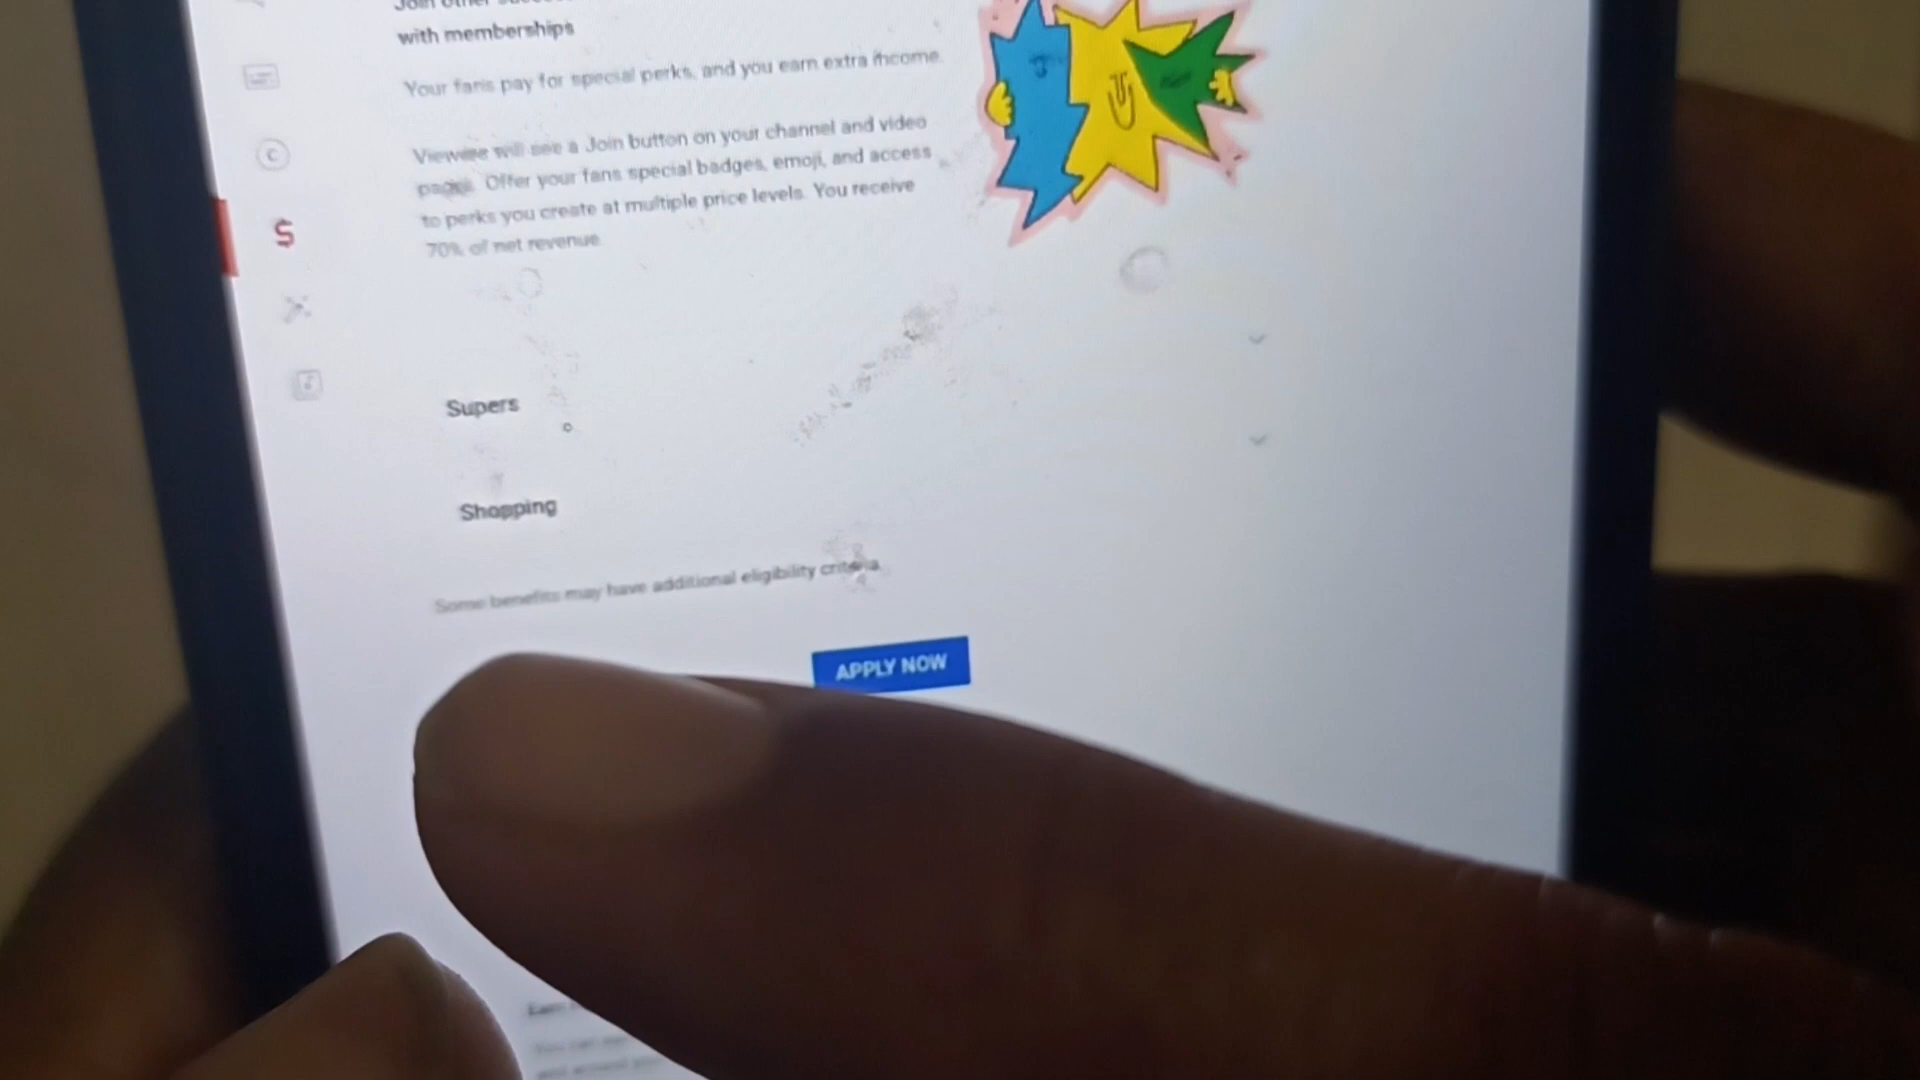 Join other
with memberships
Your fans pay for special perks, and you earn extra income.
Viewers will see a Join button on your channel and video
pages. Offer your fans special badges, emoji, and access
to perks you create at multiple price levels. You receive
70% of net revenue.
C
$
Supers
Shopping
Some benefits may have additional eligibility criteria.
APPLY NOW